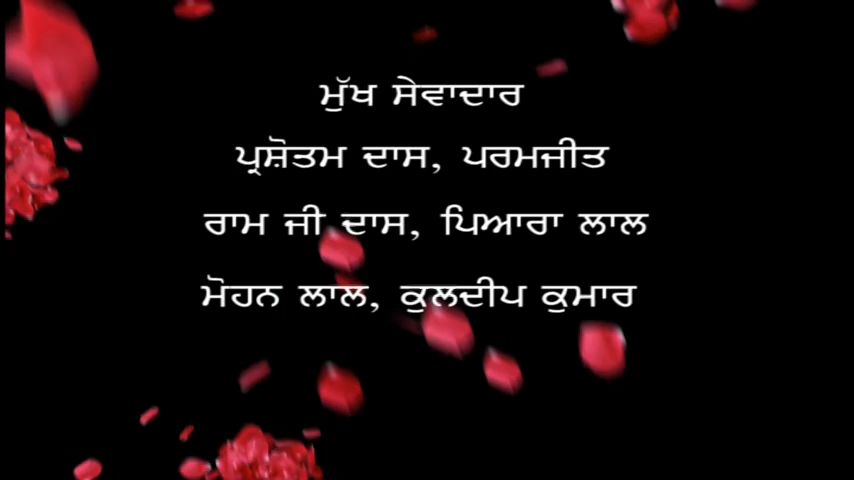 ਮੁੱਖ ਸੇਵਾਦਾਰ
ਪ੍ਰਸ਼ੋਤਮ ਦਾਸ, ਪਰਮਜੀਤ
ਰਾਮ ਜੀ ਦਾਸ, ਪਿਆਰਾ ਲਾਲ
ਮੋਹਨ ਲਾਲ, ਕੁਲਦੀਪ ਕੁਮਾਰ